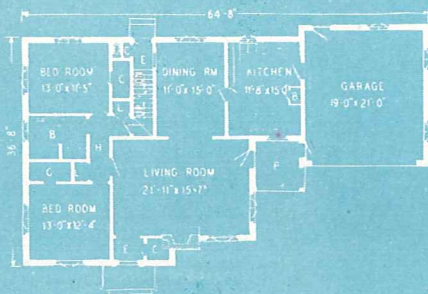 64'-8"
36'-8"
BED ROOM
13'-0"x11'-5"
C
C
E
L
DINING RM
11'-0"x15'-0"
KITCHEN
11'-8"x15'0"
B
GARAGE
19'-0"x21'-0"
B
H
C
L
LIVING ROOM
21'-11"x15'-7"
P
BED ROOM
13'-0"x12'-4"
E
C